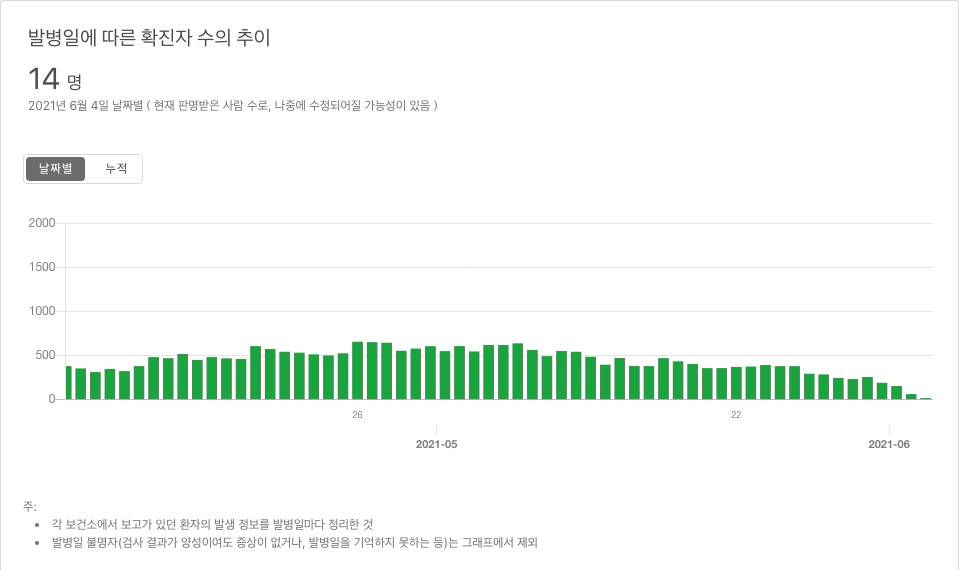 발병일에 따른 확진자 수의 추이
14 명
2021년 6월 4일 날짜별 ( 현재 판명받은 사람 수로, 나중에 수정되어질 가능성이 있음 )
날짜별 누적
2000
1500
1000
500
0
26 22
2021-05 2021-06
주:
• 각 보건소에서 보고가 있던 환자의 발생 정보를 발병일마다 정리한 것
• 발병일 불명자(검사 결과가 양성이여도 증상이 없거나, 발병일을 기억하지 못하는 등)는 그래프에서 제외